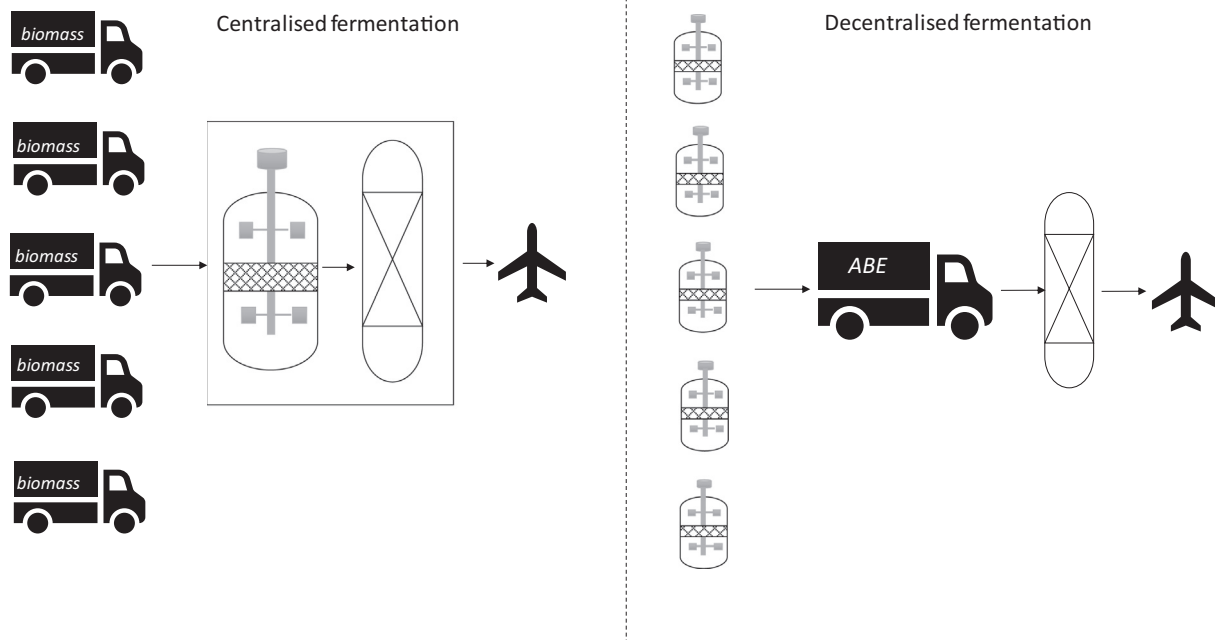 Centralised fermentation
biomass
biomass
biomass
biomass
biomass
Decentralised fermentation
ABE